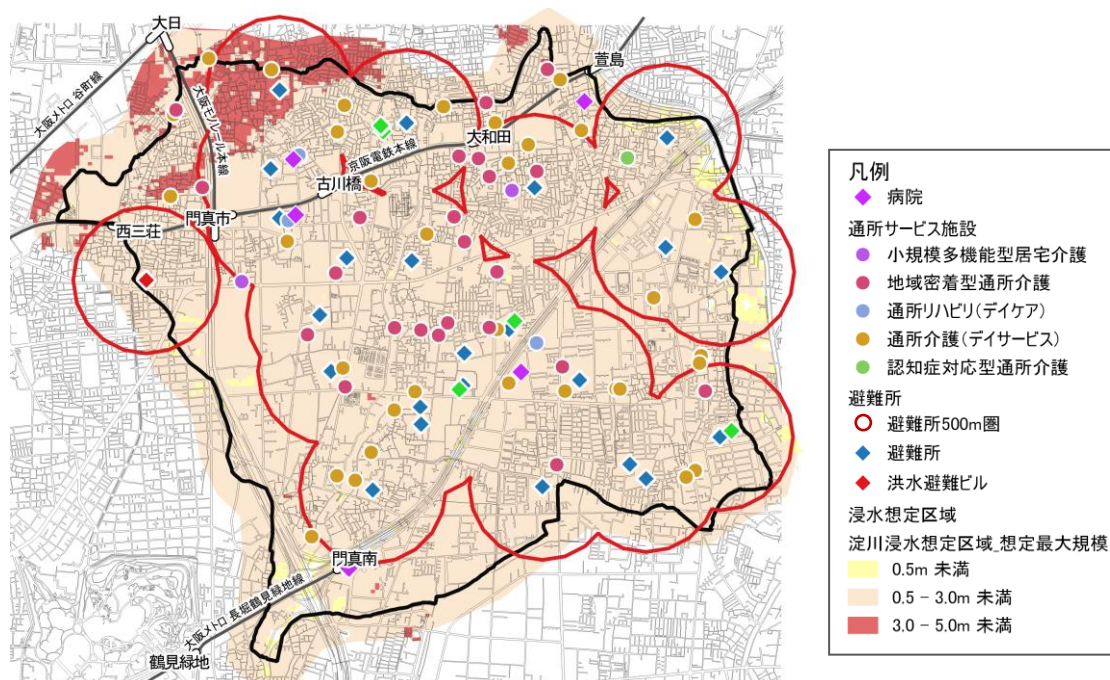 大日
萱島
大阪メトロ 谷町線
大阪モルール本線
大和田
京阪電鉄本線
古川橋
門真市
西三荘
門真南
大阪メトロ 長堀鶴見緑地線
鶴見緑地
凡例
病院
通所サービス施設
小規模多機能型居宅介護
地域密着型通所介護
通所リハビリ(デイケア)
通所介護(デイサービス)
認知症対応型通所介護
避難所
避難所500m圏
避難所
洪水避難ビル
浸水想定区域
淀川浸水想定区域_想定最大規模
0.5m 未満
0.5 - 3.0m 未満
3.0 - 5.0m 未満